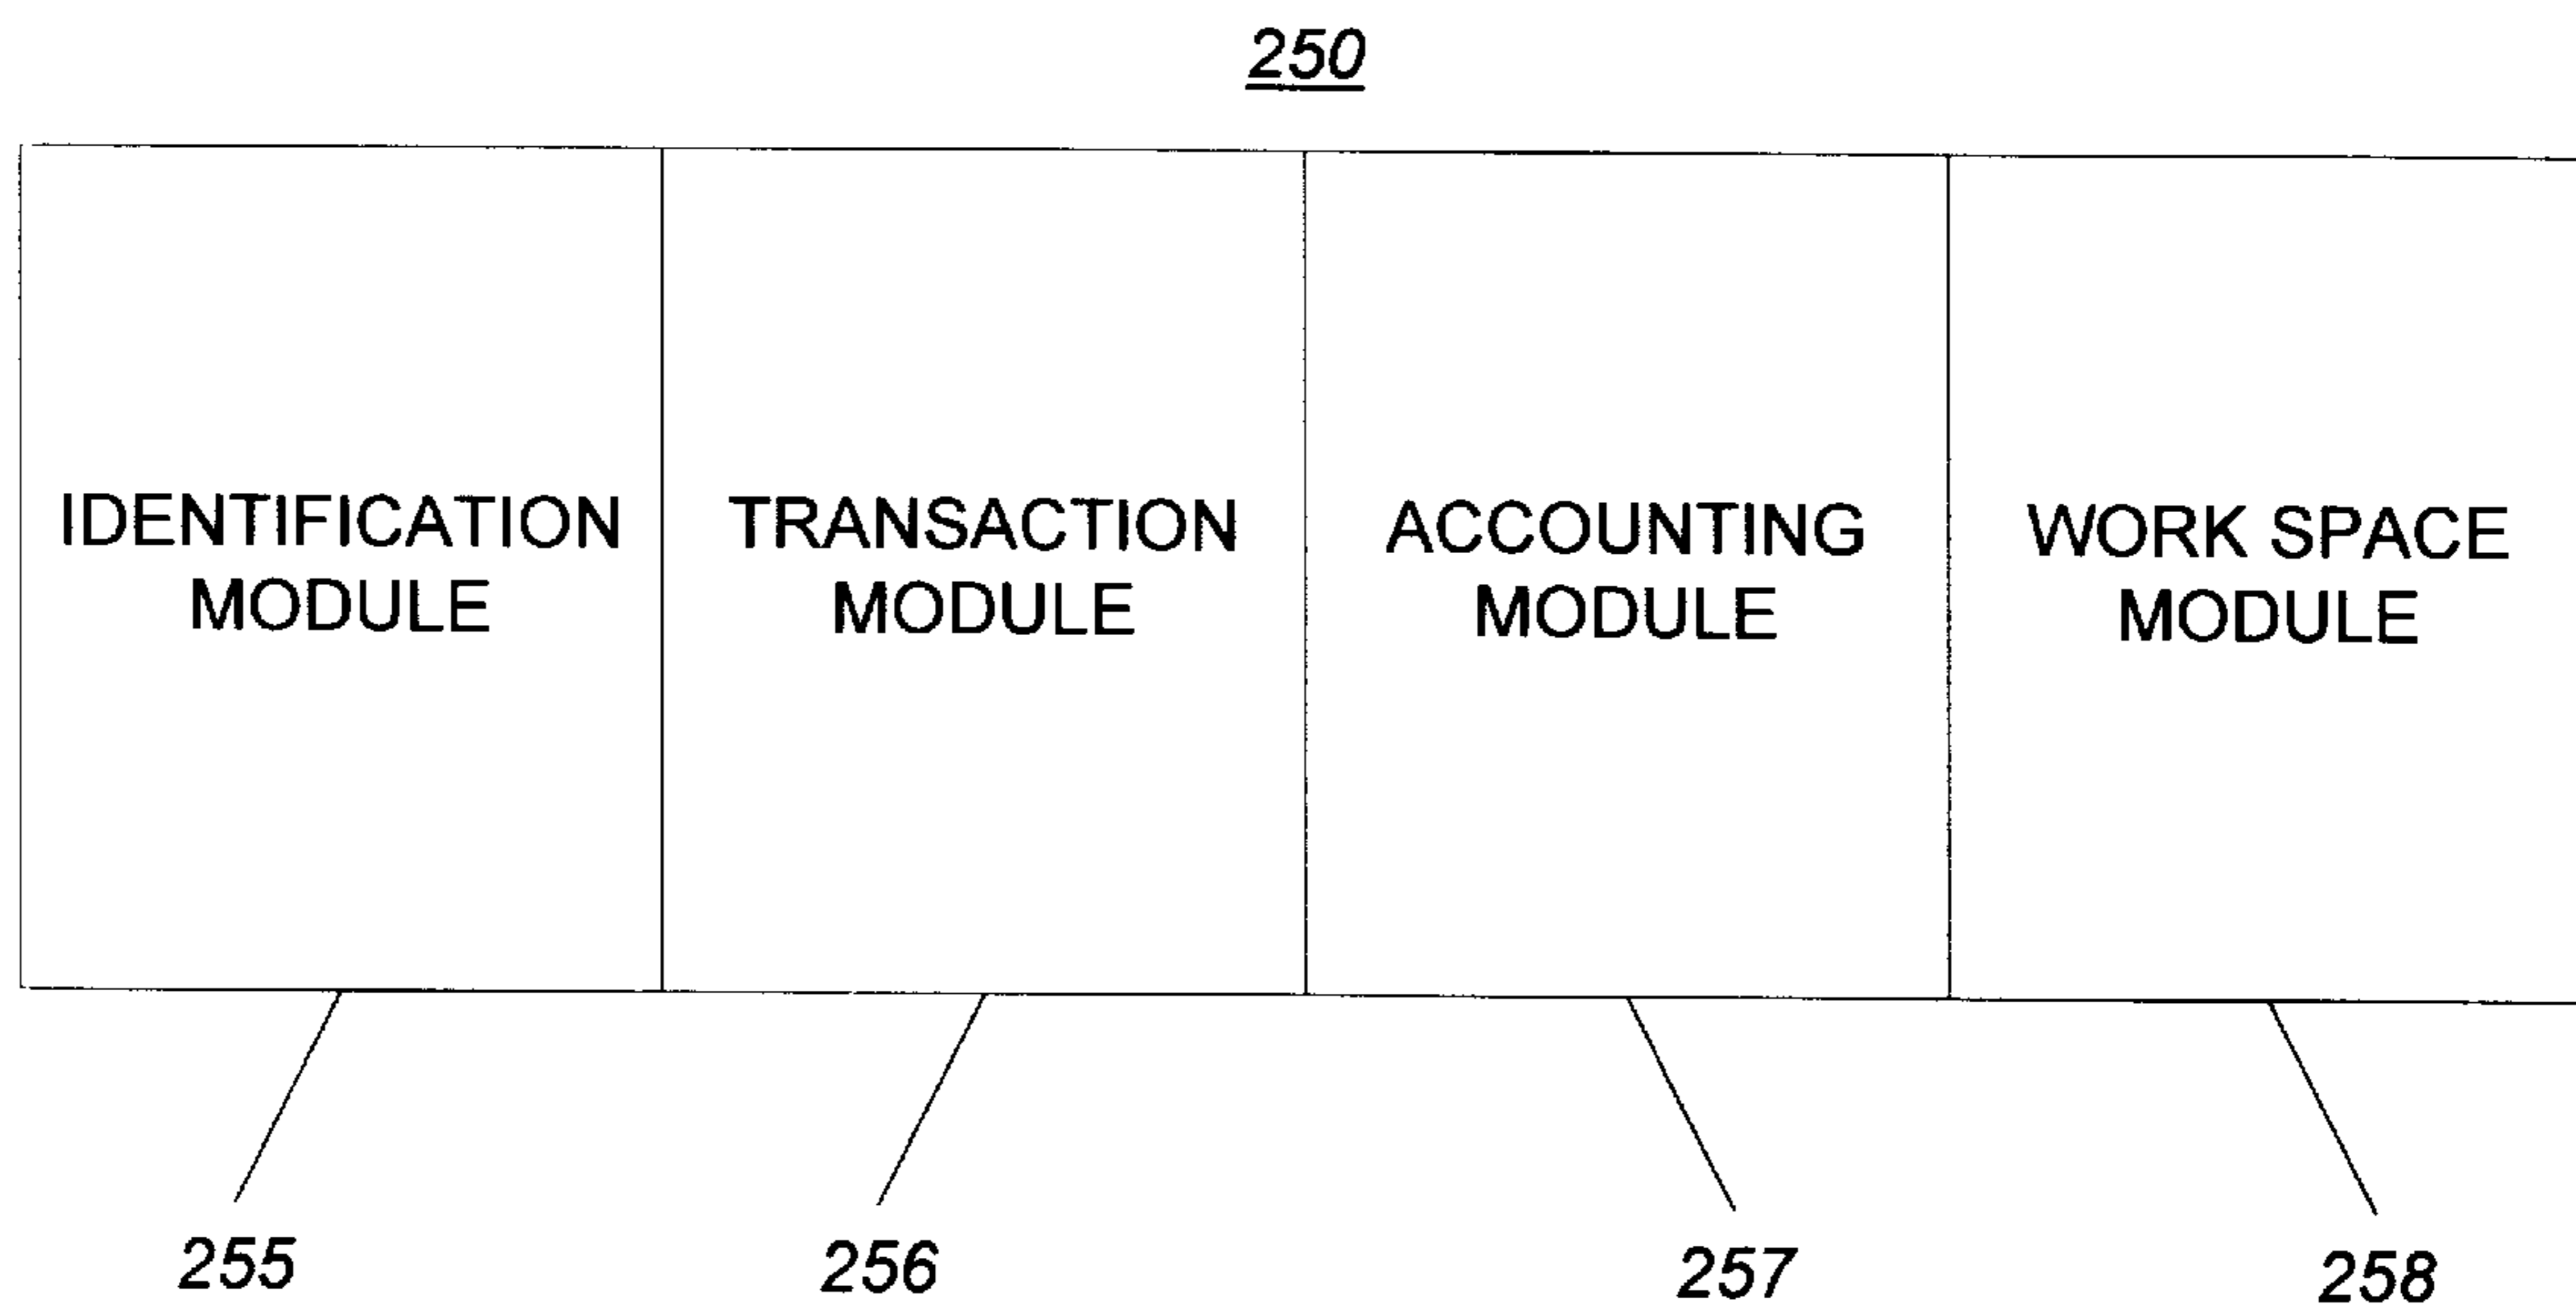 250
IDENTIFICATION
MODULE
TRANSACTION
MODULE
ACCOUNTING
MODULE
WORK SPACE
MODULE
255
256
257
258